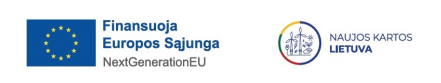 Finansuoja
Europos Sąjunga
NextGenerationEU
NAUJOS KARTOS
LIETUVA